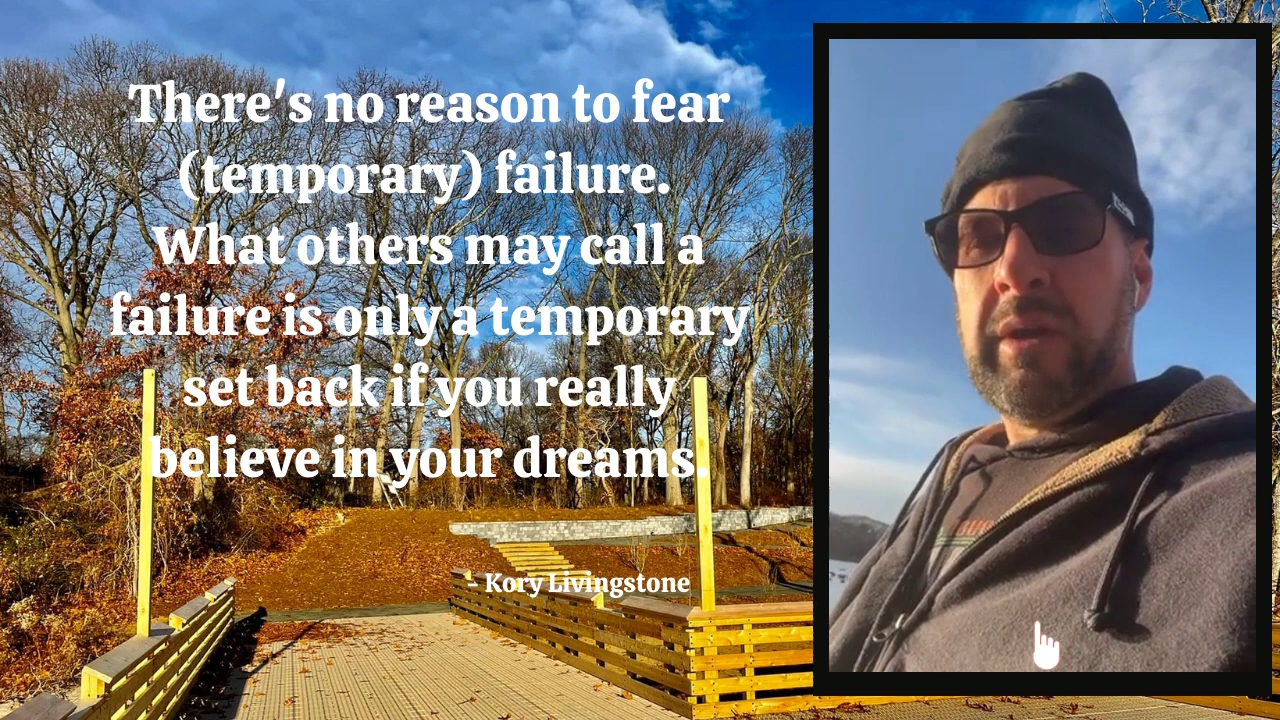 There's no reason to fear
(temporary) failure.
What others may call a
failure is only a temporary
set back if you really
believe in your dreams.
- Kory Livingstone